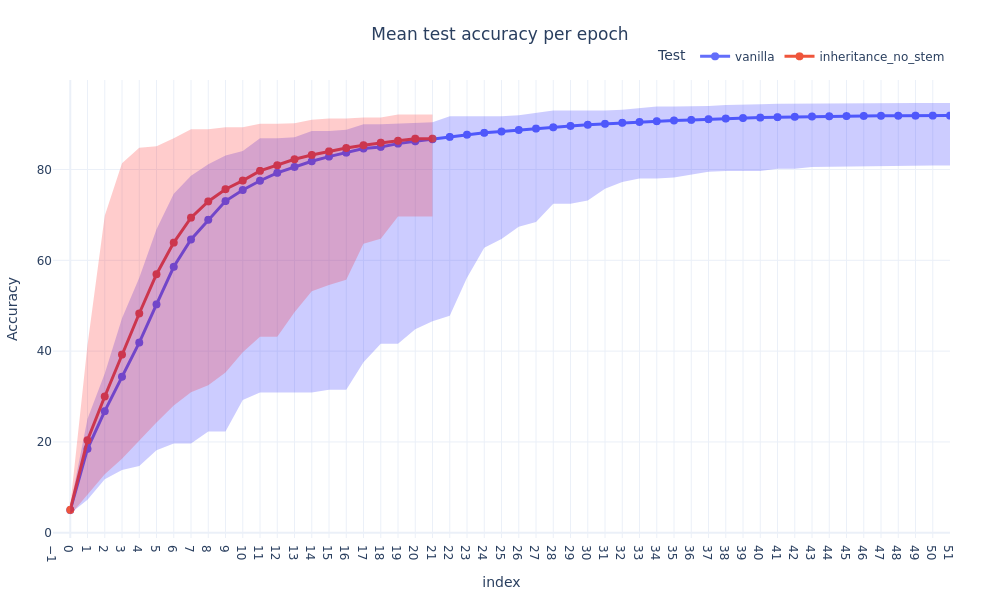 Mean test accuracy per epoch
Test vanilla inheritance_no_stem
Accuracy
80
60
40
20
0
−1 0 1 2 3 4 5 6 7 8 9 10 11 12 13 14 15 16 17 18 19 20 21 22 23 24 25 26 27 28 29 30 31 32 33 34 35 36 37 38 39 40 41 42 43 44 45 46 47 48 49 50 51
index